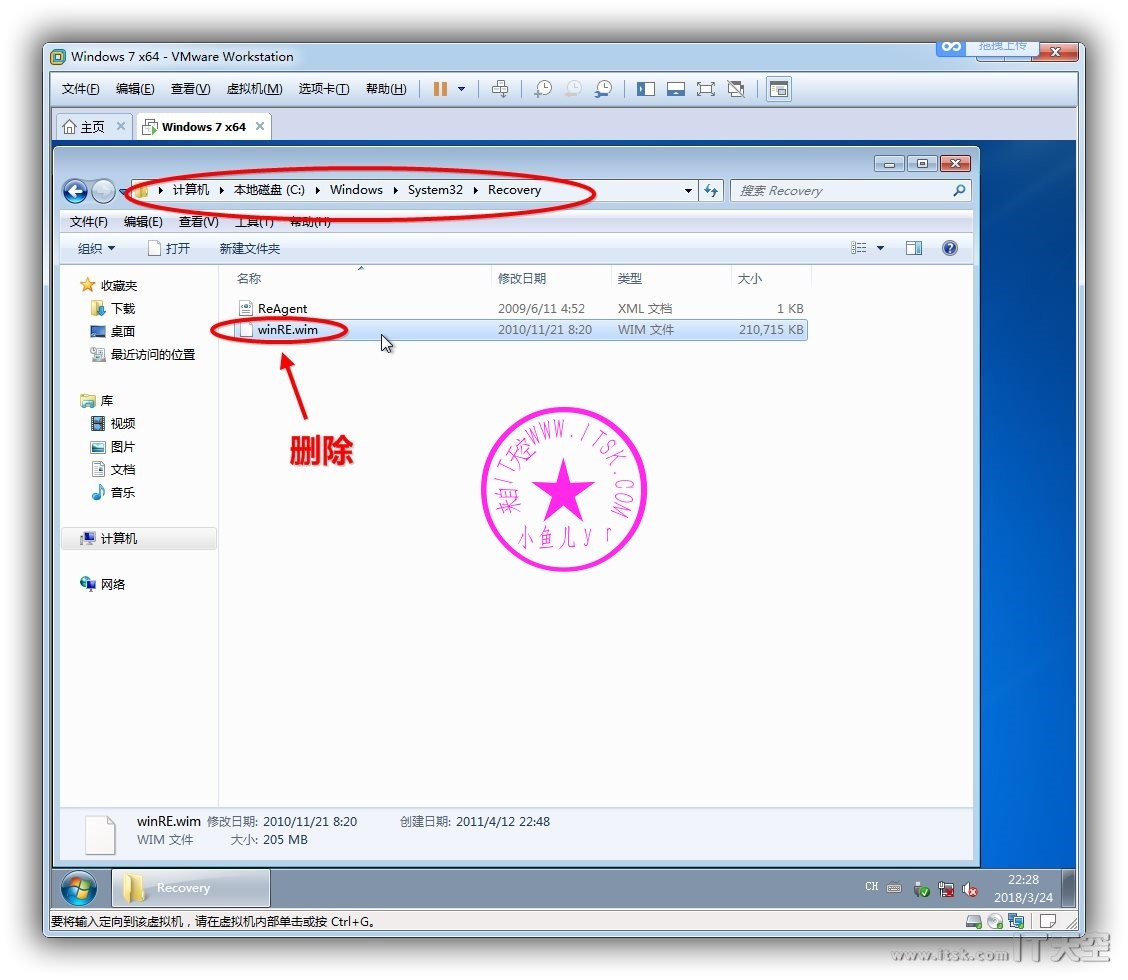 Windows 7 x64 - VMware Workstation
拖拽上传
文件(F) 编辑(E) 查看(V) 虚拟机(M) 选项卡(T) 帮助(H)
主页 Windows 7 x64
计算机 本地磁盘 (C:) Windows System32 Recovery 搜索 Recovery
文件(F) 编辑(E) 查看(V) 工具(T) 帮助(H)
组织 打开 新建文件夹
名称 修改日期 类型 大小
收藏夹
下载
桌面
最近访问的位置
库
视频
图片
文档
音乐
计算机
网络
ReAgent 2009/6/11 4:52 XML 文档 1 KB
winRE.wim 2010/11/21 8:20 WIM 文件 210,715 KB
删除
来自IT天空WWW.ITSK.COM
小鱼儿yr
winRE.wim 修改日期: 2010/11/21 8:20 创建日期: 2011/4/12 22:48
WIM 文件 大小: 205 MB
Recovery CH 22:28
2018/3/24
要将输入定向到该虚拟机，请在虚拟机内部单击或按 Ctrl+G。
www.itsk.com IT天空